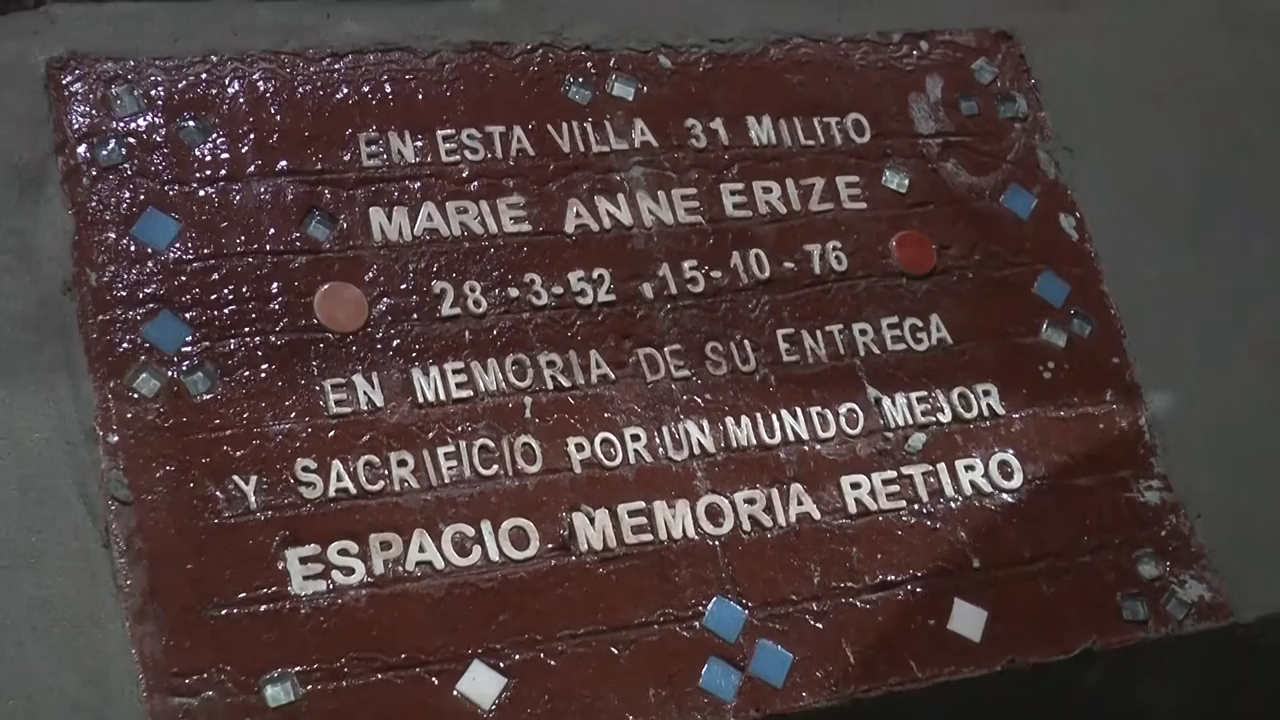 EN ESTA VILLA 31 MILITO
MARIE ANNE ERIZE
28-3-52 15-10-76
EN MEMORIA DE SU ENTREGA
Y SACRIFICIO POR UN MUNDO MEJOR
ESPACIO MEMORIA RETIRO